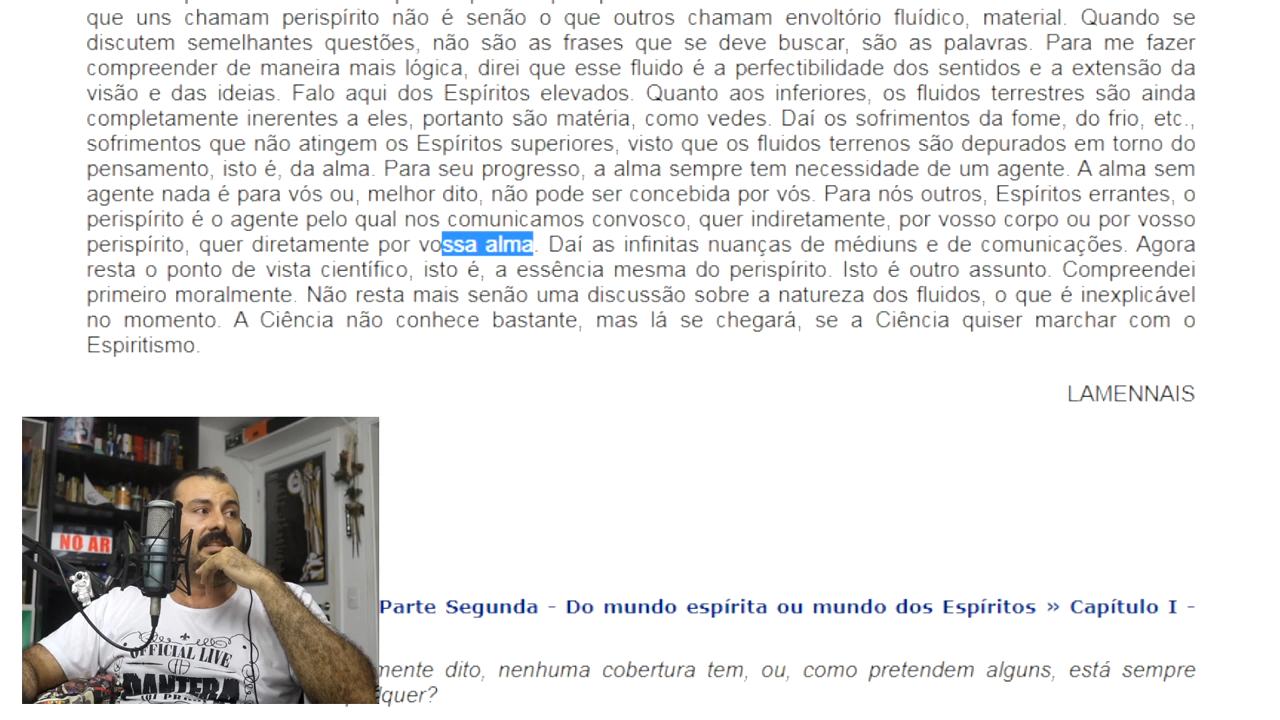 que uns chamam perispírito não é senão o que outros chamam envoltório fluídico, material. Quando se
discutem semelhantes questões, não são as frases que se deve buscar, são as palavras. Para me fazer
compreender de maneira mais lógica, direi que esse fluido é a perfectibilidade dos sentidos e a extensão da
visão e das ideias. Falo aqui dos Espíritos elevados. Quanto aos inferiores, os fluidos terrestres são ainda
completamente inerentes a eles, portanto são matéria, como vedes. Daí os sofrimentos da fome, do frio, etc.,
sofrimentos que não atingem os Espíritos superiores, visto que os fluidos terrenos são depurados em torno do
pensamento, isto é, da alma. Para seu progresso, a alma sempre tem necessidade de um agente. A alma sem
agente nada é para vós ou, melhor dito, não pode ser concebida por vós. Para nós outros, Espíritos errantes, o
perispírito é o agente pelo qual nos comunicamos convosco, quer indiretamente, por vosso corpo ou por vosso
perispírito, quer diretamente por vossa alma. Daí as infinitas nuanças de médiuns e de comunicações. Agora
resta o ponto de vista científico, isto é, a essência mesma do perispírito. Isto é outro assunto. Compreendei
primeiro moralmente. Não resta mais senão uma discussão sobre a natureza dos fluidos, o que é inexplicável
no momento. A Ciência não conhece bastante, mas lá se chegará, se a Ciência quiser marchar com o
Espiritismo.
LAMENNAIS
NO AR
OFFICIAL LIVE
PANTERA
Parte Segunda - Do mundo espírita ou mundo dos Espíritos » Capítulo I -
mente dito, nenhuma cobertura tem, ou, como pretendem alguns, está sempre
quer?